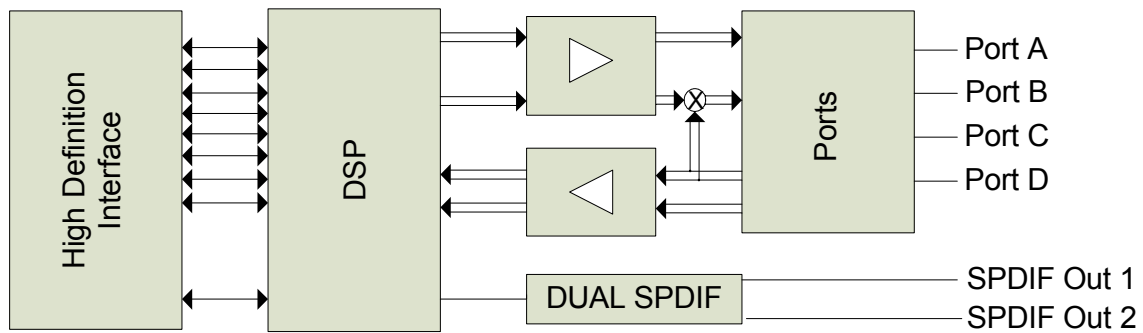 High Definition
Interface
DSP
Ports
Port A
Port B
Port C
Port D
DUAL SPDIF
SPDIF Out 1
SPDIF Out 2